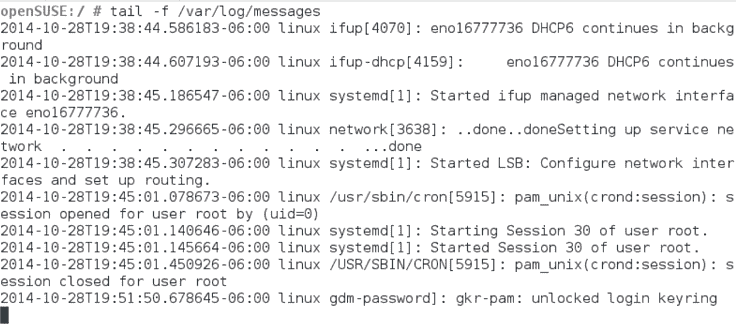 openSUSE:/ # tail -f /var/log/messages
2014-10-28T19:38:44.586183-06:00 linux ifup[4070]: eno16777736 DHCP6 continues in backg
round
2014-10-28T19:38:44.607193-06:00 linux ifup-dhcp[4159]:     eno16777736 DHCP6 continues
 in background
2014-10-28T19:38:45.186547-06:00 linux systemd[1]: Started ifup managed network interfa
ce eno16777736.
2014-10-28T19:38:45.296665-06:00 linux network[3638]: ..done..doneSetting up service ne
twork  .  .  .  .  .  .  .  .  .  .  .  .  .  ...done
2014-10-28T19:38:45.307283-06:00 linux systemd[1]: Started LSB: Configure network inter
faces and set up routing.
2014-10-28T19:45:01.078673-06:00 linux /usr/sbin/cron[5915]: pam_unix(crond:session): s
ession opened for user root by (uid=0)
2014-10-28T19:45:01.140646-06:00 linux systemd[1]: Starting Session 30 of user root.
2014-10-28T19:45:01.145664-06:00 linux systemd[1]: Started Session 30 of user root.
2014-10-28T19:45:01.450926-06:00 linux /USR/SBIN/CRON[5915]: pam_unix(crond:session): s
ession closed for user root
2014-10-28T19:51:50.678645-06:00 linux gdm-password]: gkr-pam: unlocked login keyring